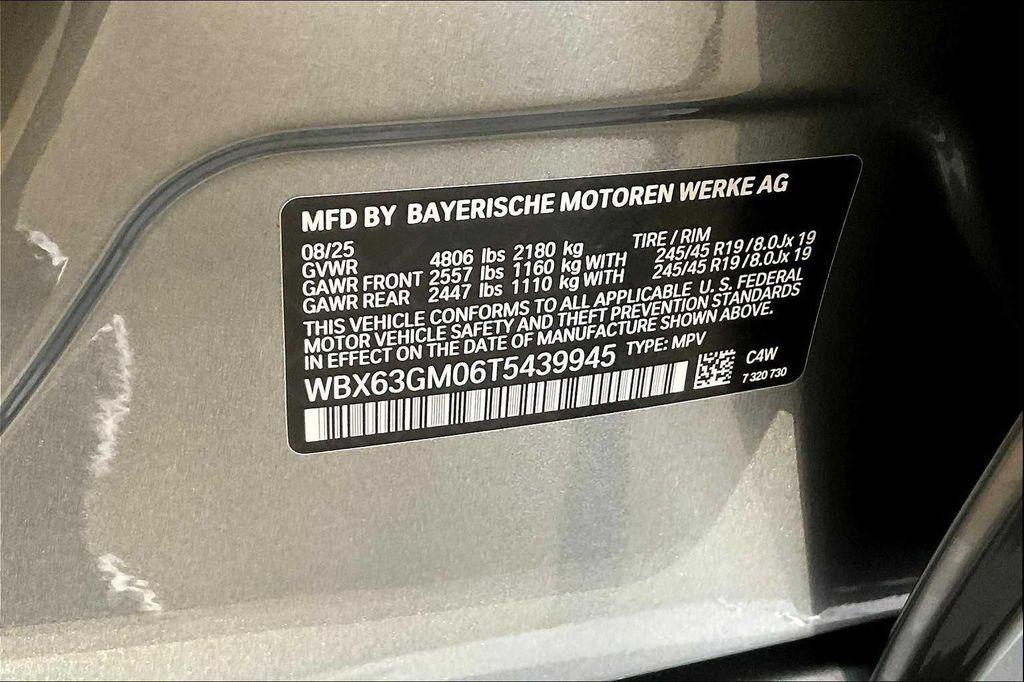 MFD BY BAYERISCHE MOTOREN WERKE AG
08/25 TIRE / RIM
GVWR 4806 lbs 2180 kg
GAWR FRONT 2557 lbs 1160 kg WITH 245/45 R19 /8.0Jx 19
GAWR REAR 2447 lbs 1110 kg WITH 245/45 R19 /8.0Jx 19
THIS VEHICLE CONFORMS TO ALL APPLICABLE U. S. FEDERAL
MOTOR VEHICLE SAFETY AND THEFT PREVENTION STANDARDS
IN EFFECT ON THE DATE OF MANUFACTURE SHOWN ABOVE.
WBX63GM06T5439945 TYPE: MPV
C4W
7 320 730